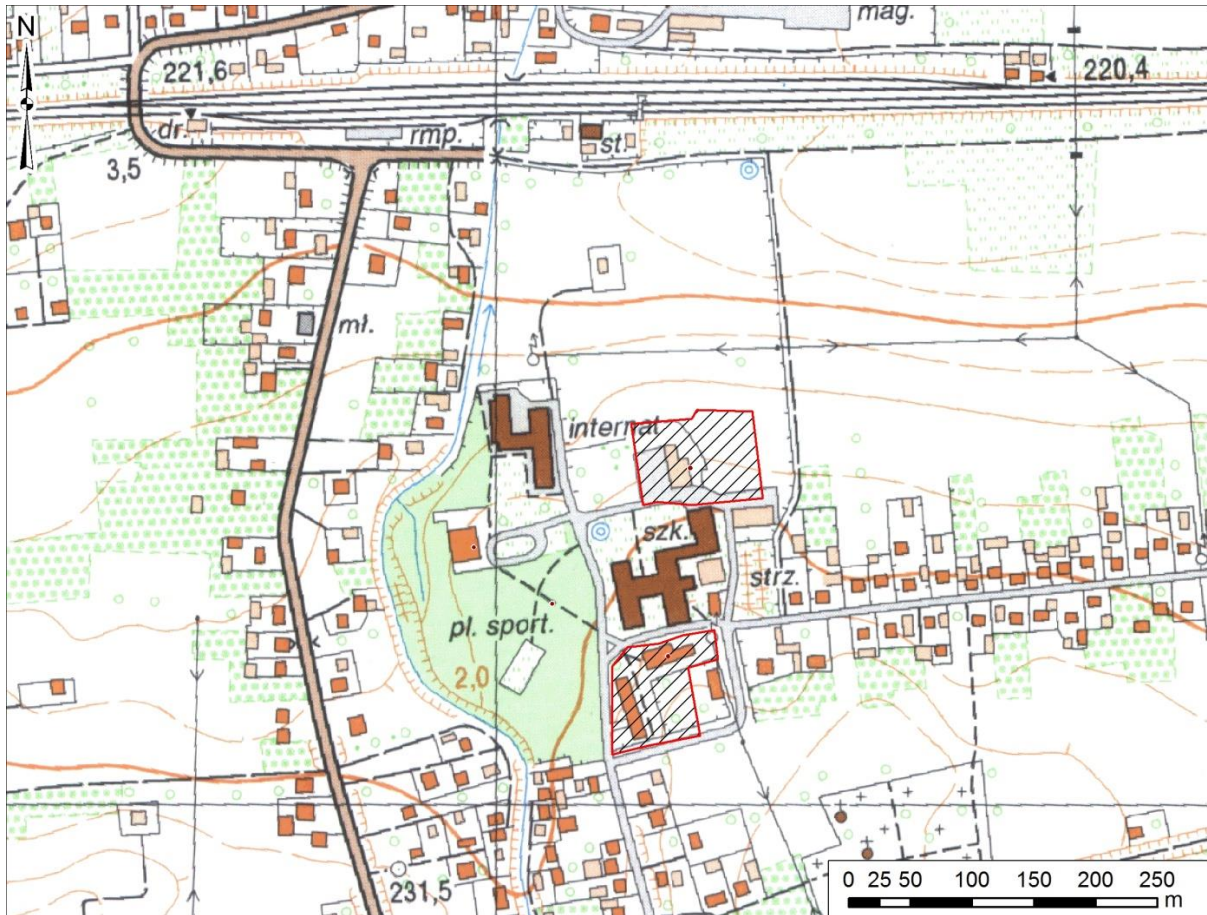 mag.
N
221,6
220,4
dr.
rmp.
st.
3,5
mł.
internat
szk.
strz.
pl. sport.
2,0
231,5
0 25 50 100 150 200 250
m